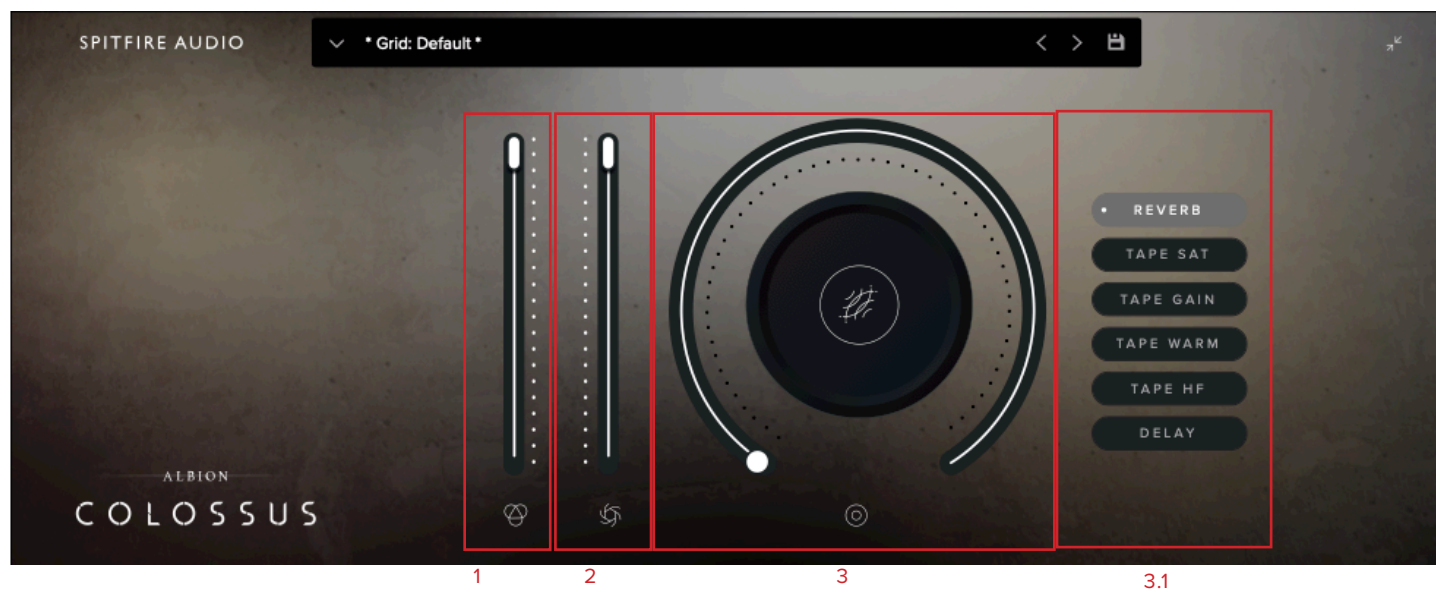 SPITFIRE AUDIO
* Grid: Default *
REVERB
TAPE SAT
TAPE GAIN
TAPE WARM
TAPE HF
DELAY
ALBION
COLOSSUS
1
2
3
3.1